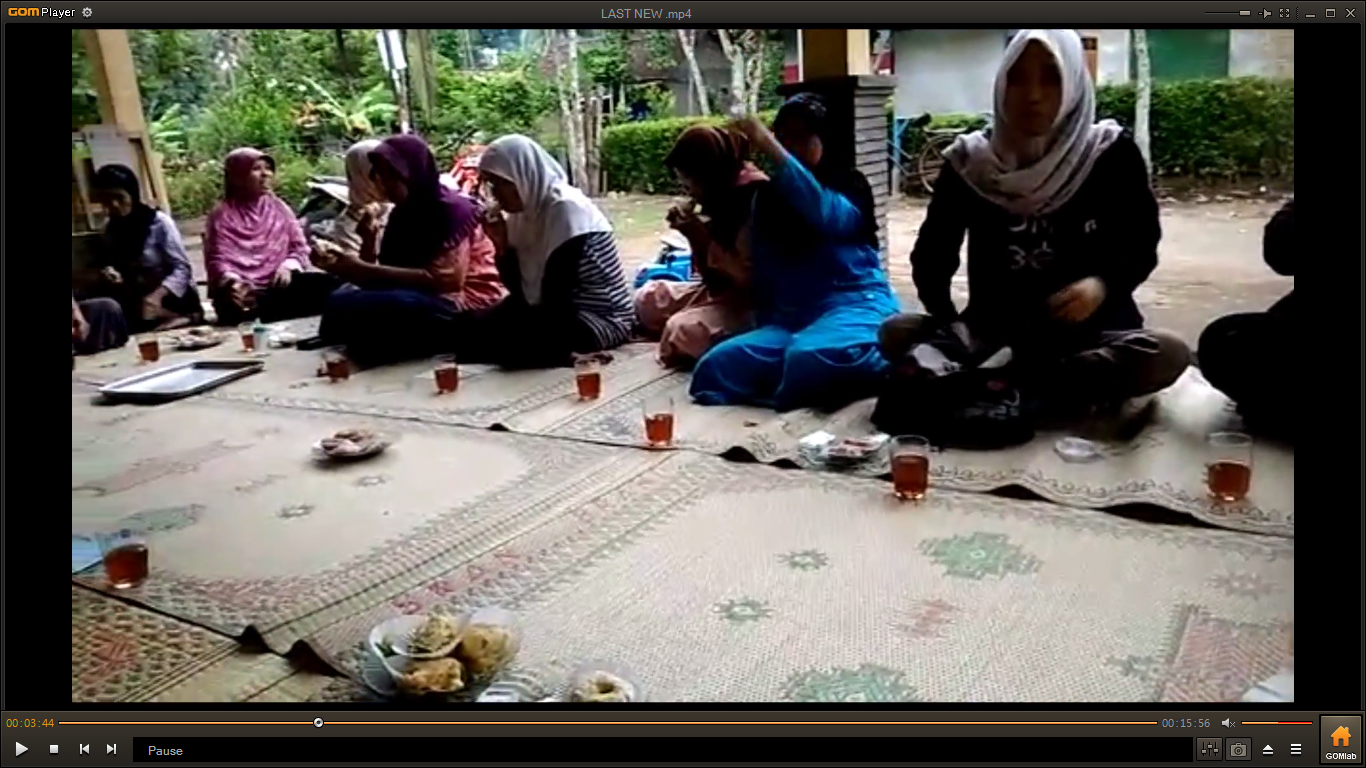 GOM Player
LAST NEW .mp4
00:03:44
00:15:56
Pause
GOMlab